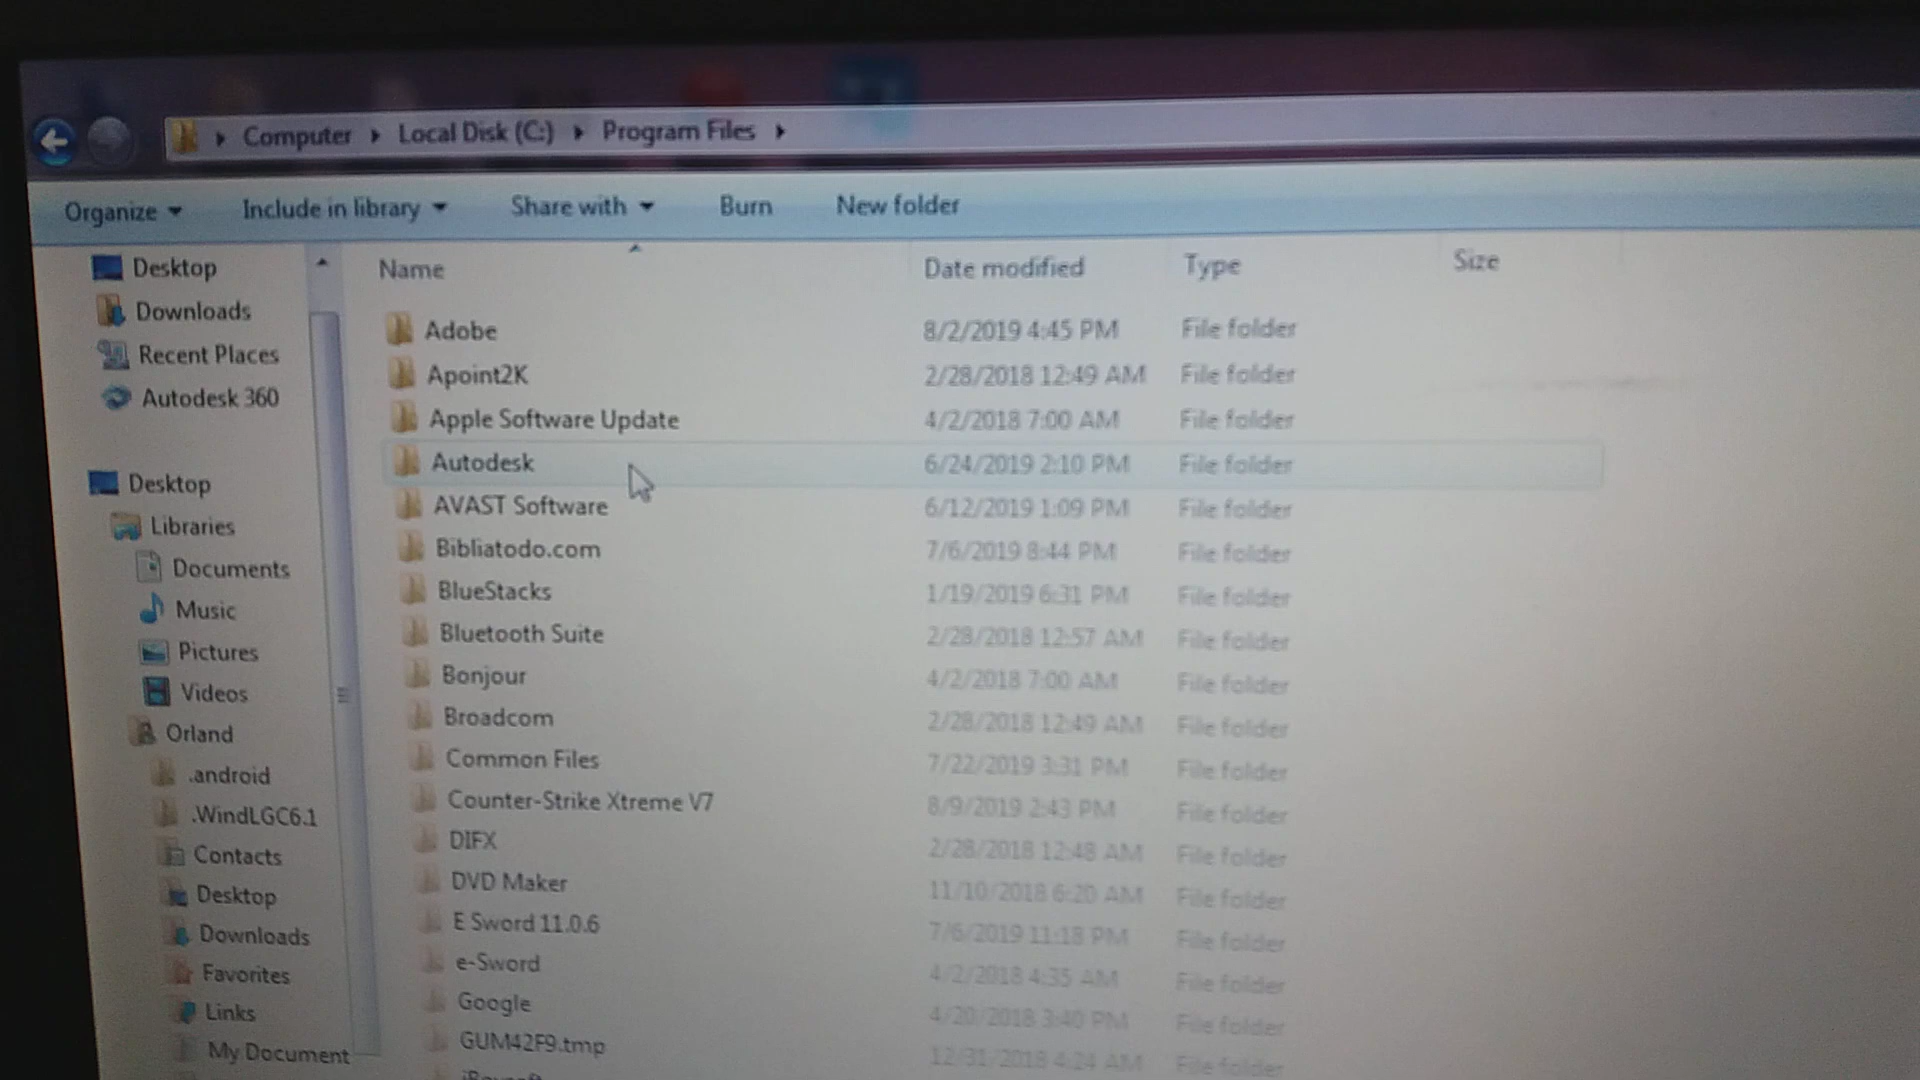 Computer Local Disk (C:) Program Files
Organize Include in library Share with Burn New folder
Desktop
Downloads
Recent Places
Autodesk 360
Desktop
Libraries
Documents
Music
Pictures
Videos
Orland
.android
.WindLGC6.1
Contacts
Desktop
Downloads
Favorites
Links
My Document
Name Date modified Type Size
Adobe 8/2/2019 4:45 PM File folder
Apoint2K 2/28/2018 12:49 AM File folder
Apple Software Update 4/2/2018 7:00 AM File folder
Autodesk 6/24/2019 2:10 PM File folder
AVAST Software 6/12/2019 1:09 PM File folder
Bibliatodo.com 7/6/2019 8:44 PM File folder
BlueStacks 1/19/2019 6:31 PM File folder
Bluetooth Suite 2/28/2018 12:57 AM File folder
Bonjour 4/2/2018 7:00 AM File folder
Broadcom 2/28/2018 12:49 AM File folder
Common Files 7/22/2019 3:31 PM File folder
Counter-Strike Xtreme V7 8/9/2019 2:43 PM File folder
DIFX 2/28/2018 12:48 AM File folder
DVD Maker 11/10/2018 6:20 AM File folder
E Sword 11.0.6 7/6/2019 11:18 PM File folder
e-Sword 4/2/2018 4:35 AM File folder
Google 4/20/2018 3:40 PM File folder
GUM42F9.tmp 12/31/2018 4:24 AM File folder